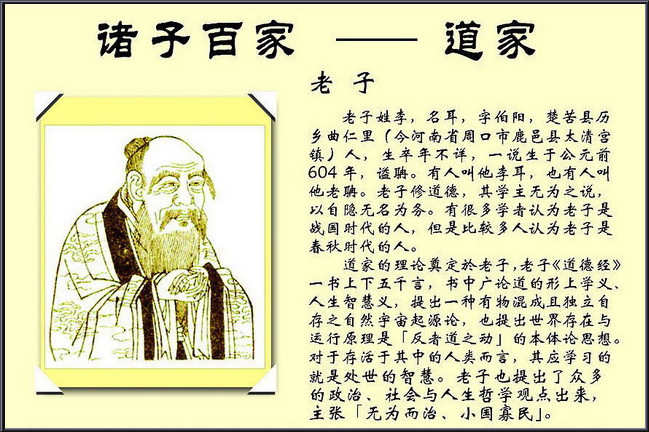 诸子百家 —— 道家
老 子
老子姓李，名耳，字伯阳，楚苦县历
乡曲仁里（今河南省周口市鹿邑县太清宫
镇）人，生卒年不详，一说生于公元前
604年，谥聃。有人叫他李耳，也有人叫
他老聃。老子修道德，其学主无为之说，
以自隐无名为务。有很多学者认为老子是
战国时代的人，但是比较多人认为老子是
春秋时代的人。
道家的理论奠定於老子，老子《道德经》
一书上下五千言，书中广论道的形上学义、
人生智慧义，提出一种有物混成且独立自
存之自然宇宙起源论，也提出世界存在与
运行原理是「反者道之动」的本体论思想。
对于存活于其中的人类而言，其应学习的
就是处世的智慧。老子也提出了众多
的政治、社会与人生哲学观点出来，
主张「无为而治、小国寡民」。